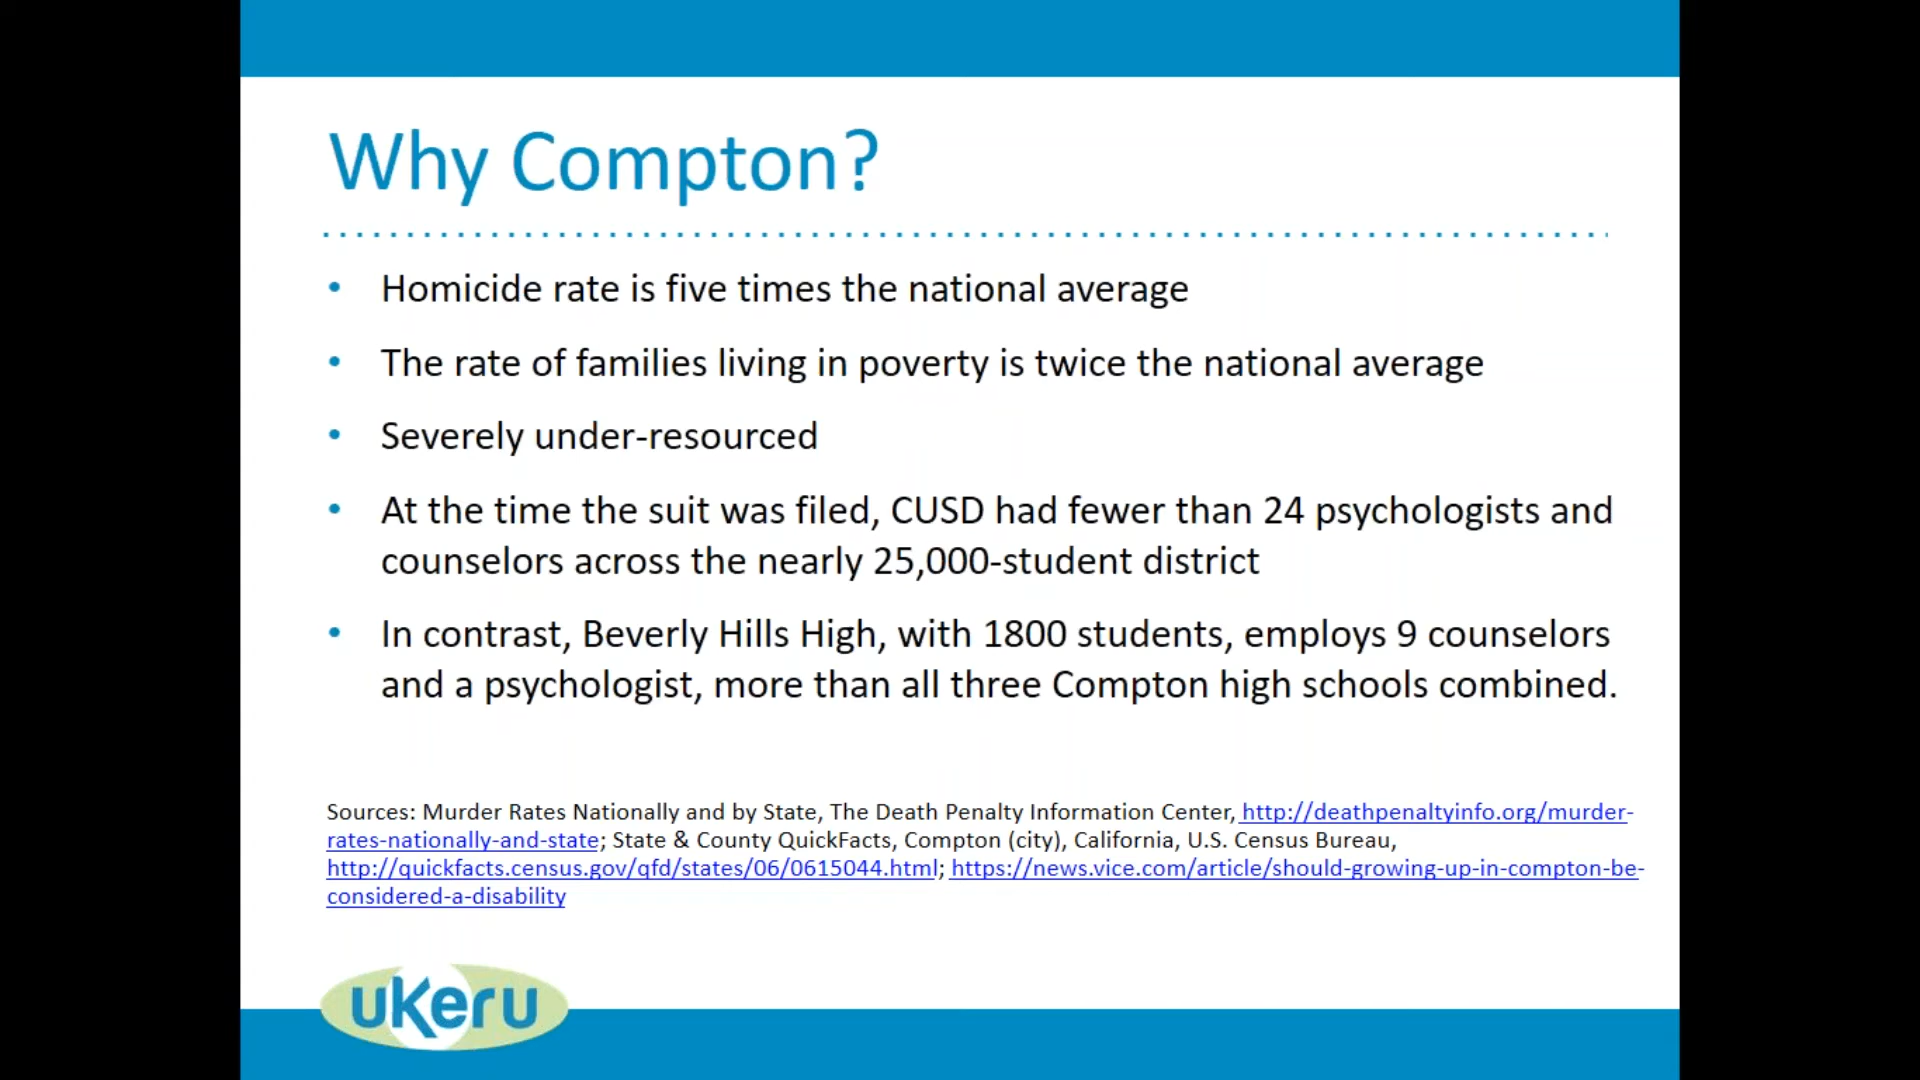 Why Compton?
• Homicide rate is five times the national average
• The rate of families living in poverty is twice the national average
• Severely under-resourced
• At the time the suit was filed, CUSD had fewer than 24 psychologists and
counselors across the nearly 25,000-student district
• In contrast, Beverly Hills High, with 1800 students, employs 9 counselors
and a psychologist, more than all three Compton high schools combined.
Sources: Murder Rates Nationally and by State, The Death Penalty Information Center, http://deathpenaltyinfo.org/murder-
rates-nationally-and-state; State & County QuickFacts, Compton (city), California, U.S. Census Bureau,
http://quickfacts.census.gov/qfd/states/06/0615044.html; https://news.vice.com/article/should-growing-up-in-compton-be-
considered-a-disability
uKeru